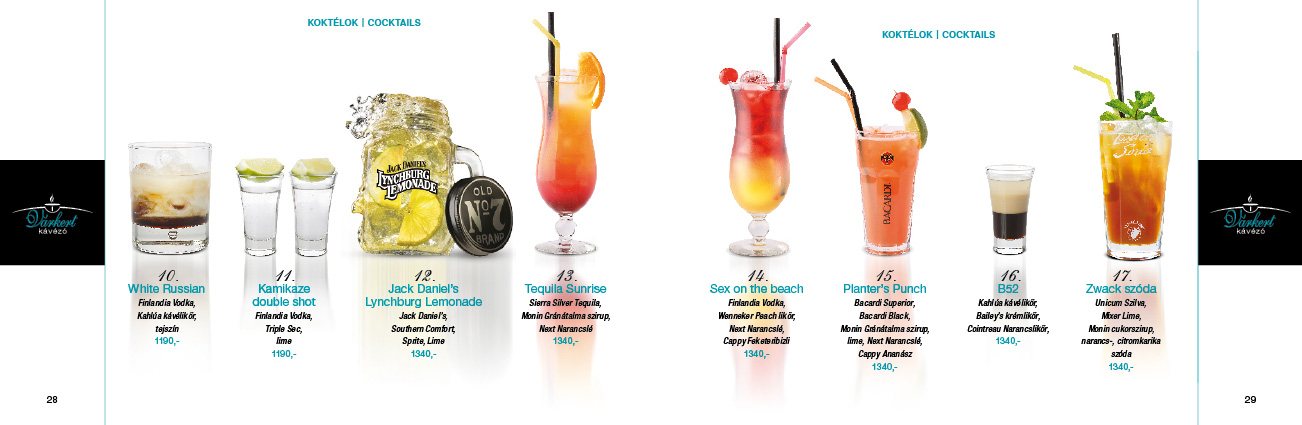 KOKTÉLOK | COCKTAILS
JACK DANIEL'S
LYNCHBURG
LEMONADE
OLD
Nº7
BRAND
Várkert
kávézó
10.
White Russian
Finlandia Vodka,
Kahlúa kávélikőr,
tejszín
1190,-
11.
Kamikaze
double shot
Finlandia Vodka,
Triple Sec,
lime
1190,-
12.
Jack Daniel's
Lynchburg Lemonade
Jack Daniel's,
Southern Comfort,
Sprite, Lime
1340,-
13.
Tequila Sunrise
Sierra Silver Tequila,
Monin Gránátalma szirup,
Next Narancslé
1340,-
28
KOKTÉLOK | COCKTAILS
BACARDI
Várkert
kávézó
14.
Sex on the beach
Finlandia Vodka,
Wenneker Peach likőr,
Next Narancslé,
Cappy Feketeribizli
1340,-
15.
Planter's Punch
Bacardi Superior,
Bacardi Black,
Monin Gránátalma szirup,
lime, Next Narancslé,
Cappy Ananász
1340,-
16.
B52
Kahlúa kávélikőr,
Bailey's krémlikőr,
Cointreau Narancslikőr,
1340,-
17.
Zwack szóda
Unicum Szilva,
Mixer Lime,
Monin cukorszirup,
narancs-, citromkarika
szóda
1340,-
29